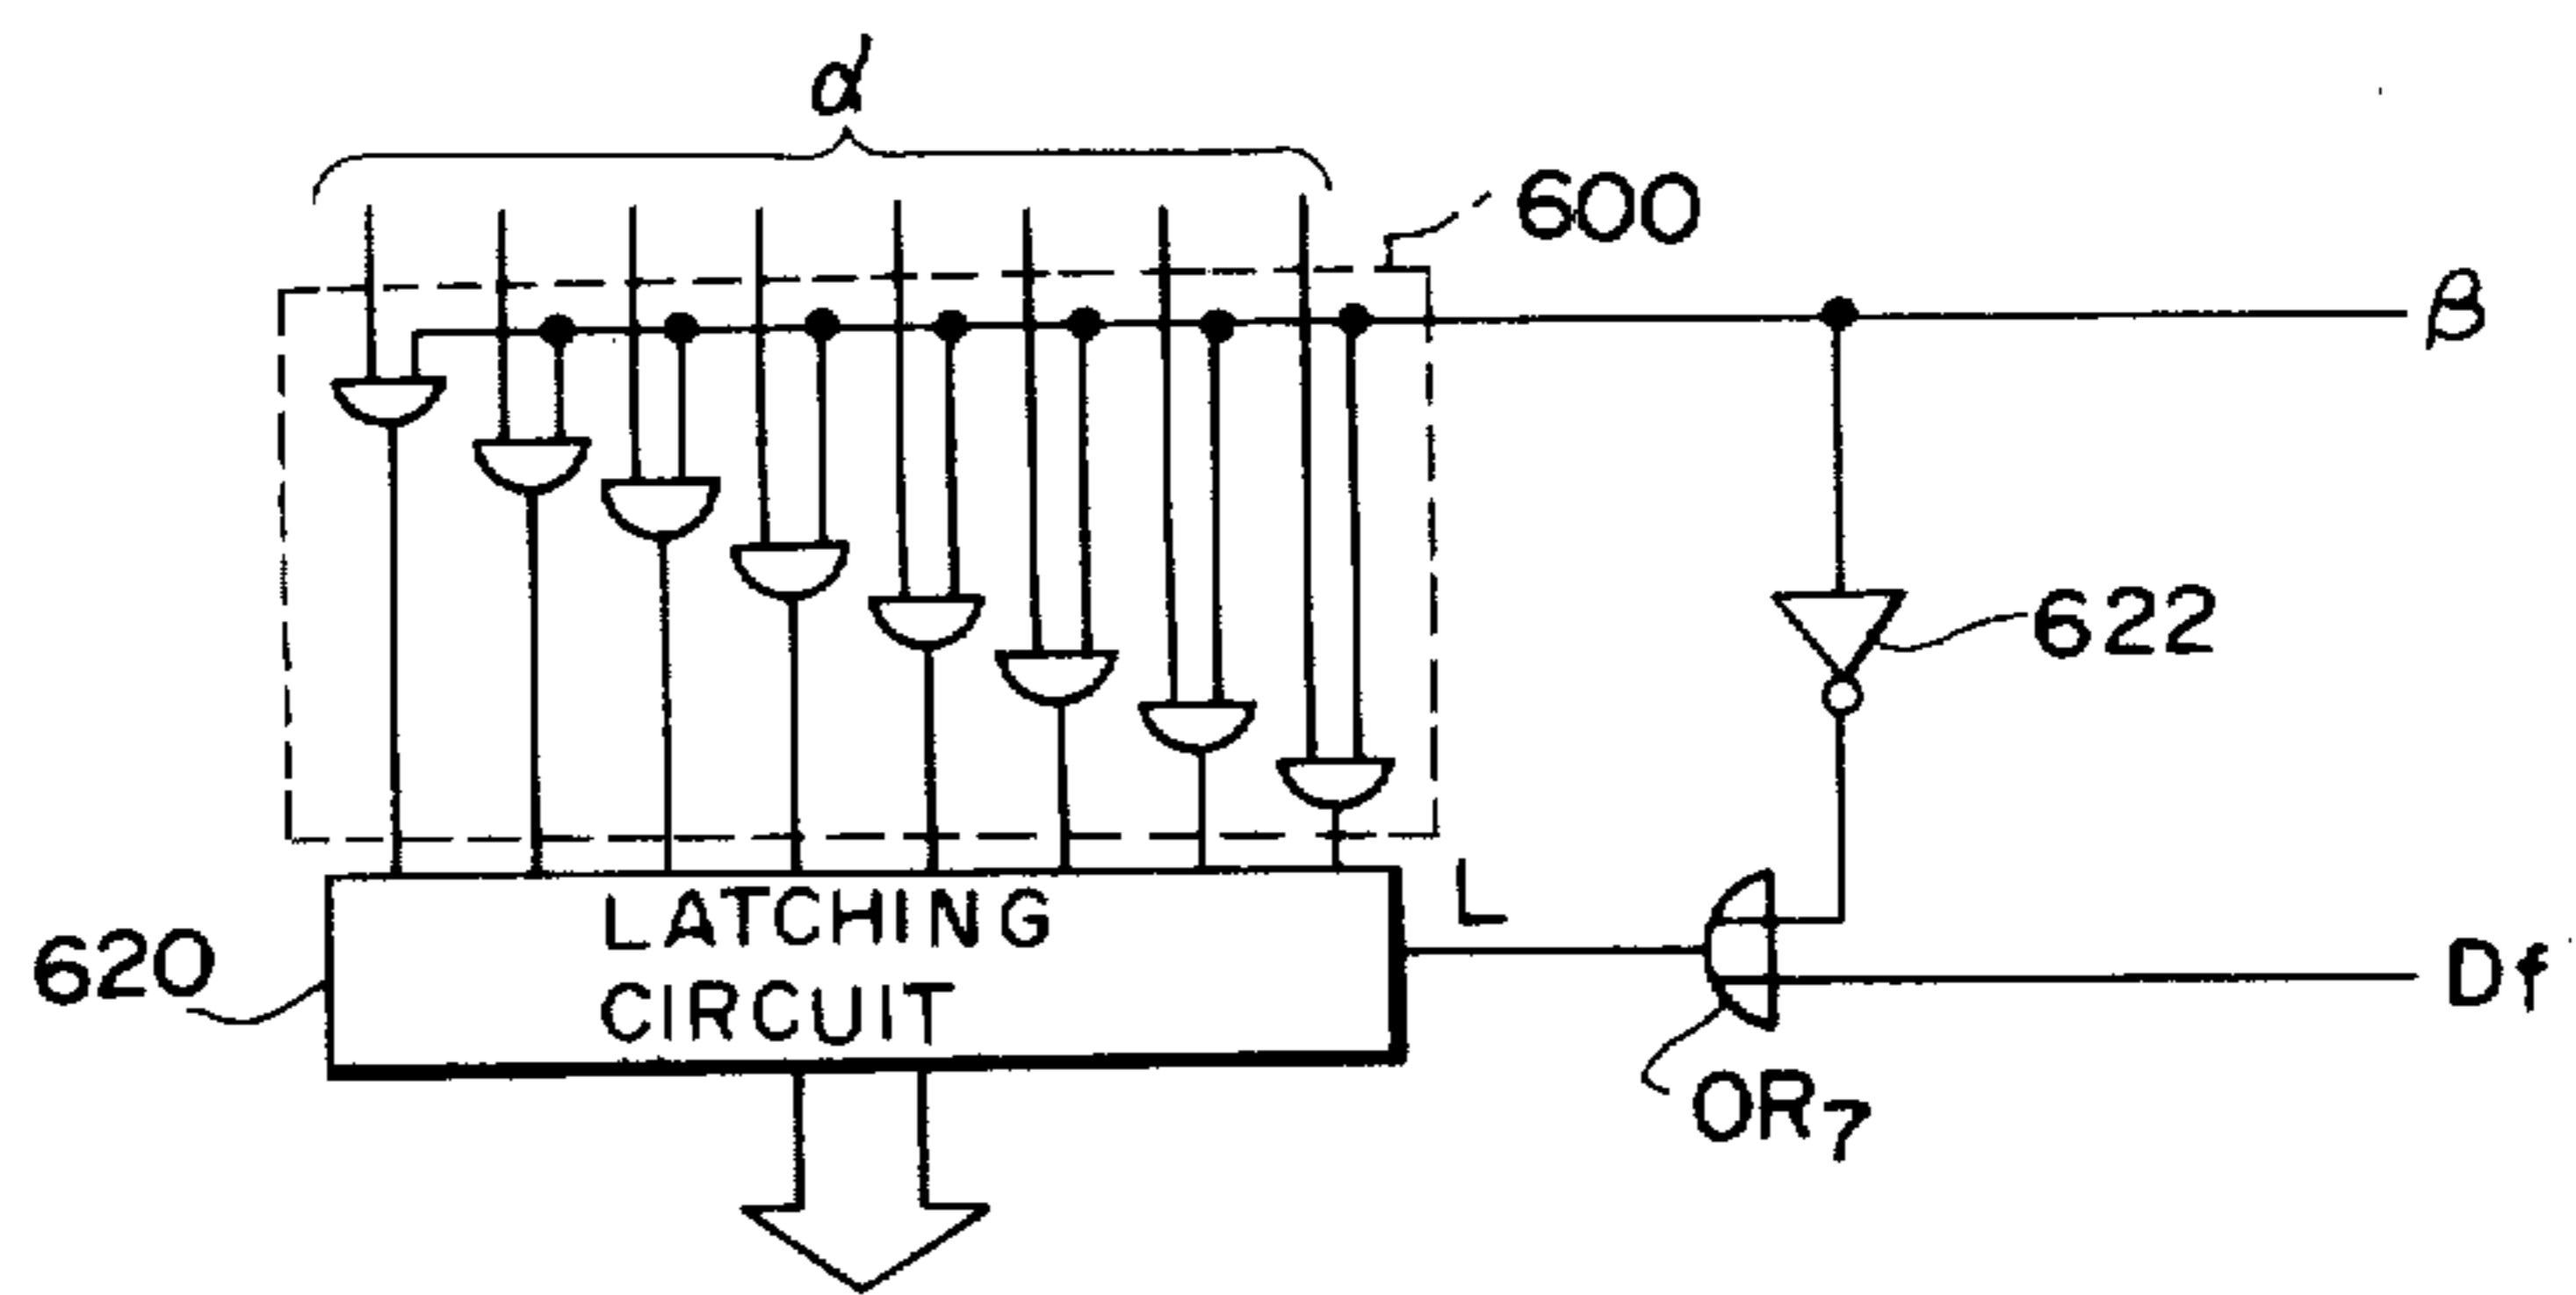 α
600
β
622
LATCHING
CIRCUIT
L
620
Df
OR7